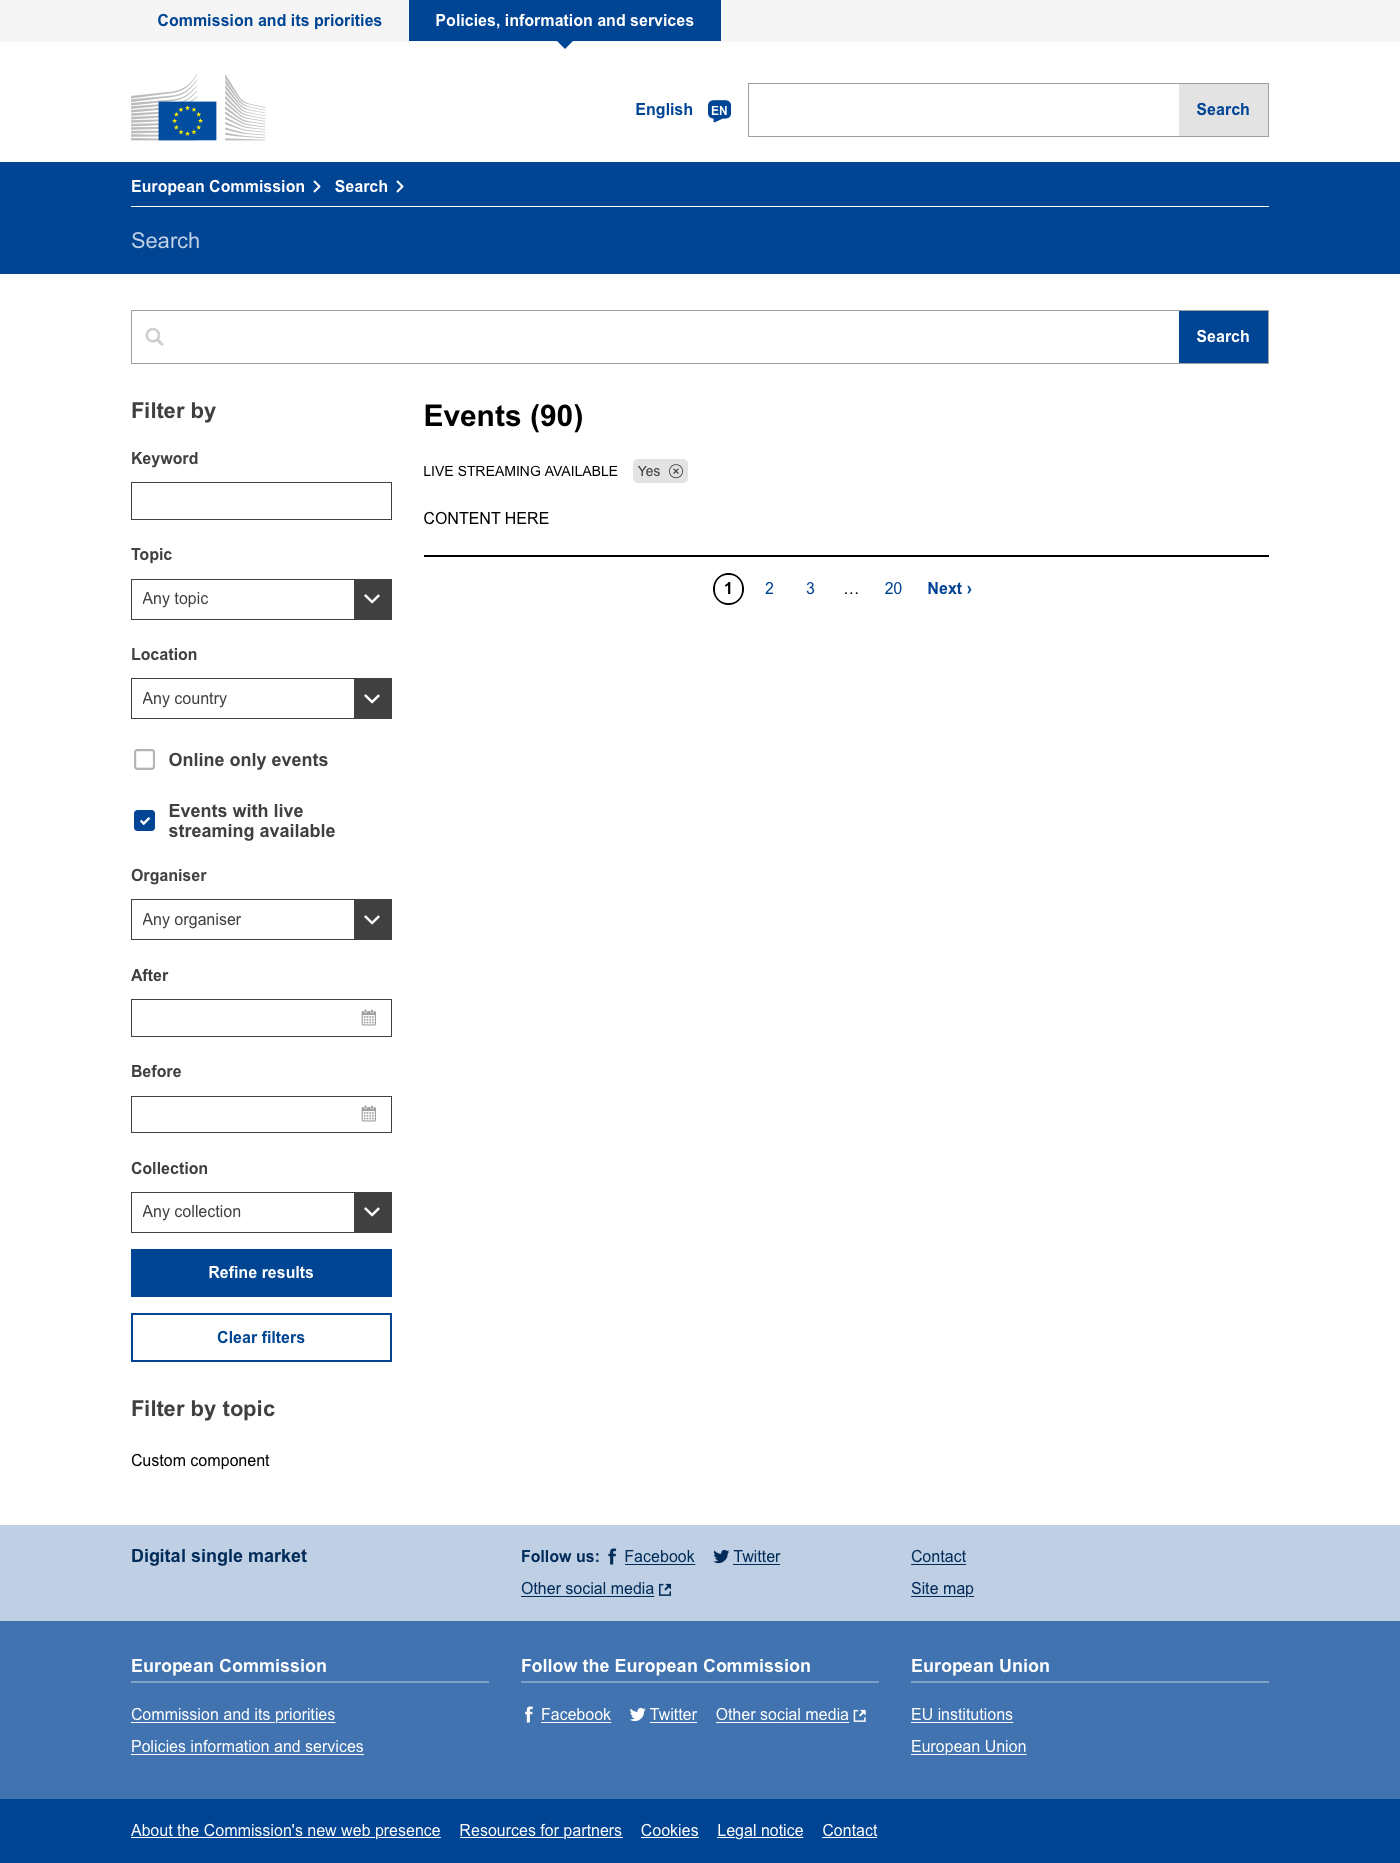 Commission and its priorities
Policies, information and services
English
EN
Search
European Commission
Search
Search
Search
Filter by
Keyword
Topic
Any topic
Location
Any country
Online only events
Events with live
streaming available
Organiser
Any organiser
After
Before
Collection
Any collection
Refine results
Clear filters
Filter by topic
Custom component
Events (90)
LIVE STREAMING AVAILABLE Yes
CONTENT HERE
1 2 3 … 20 Next ›
Digital single market
Follow us: Facebook Twitter
Other social media
Contact
Site map
European Commission
Commission and its priorities
Policies information and services
Follow the European Commission
Facebook Twitter Other social media
European Union
EU institutions
European Union
About the Commission's new web presence Resources for partners Cookies Legal notice Contact